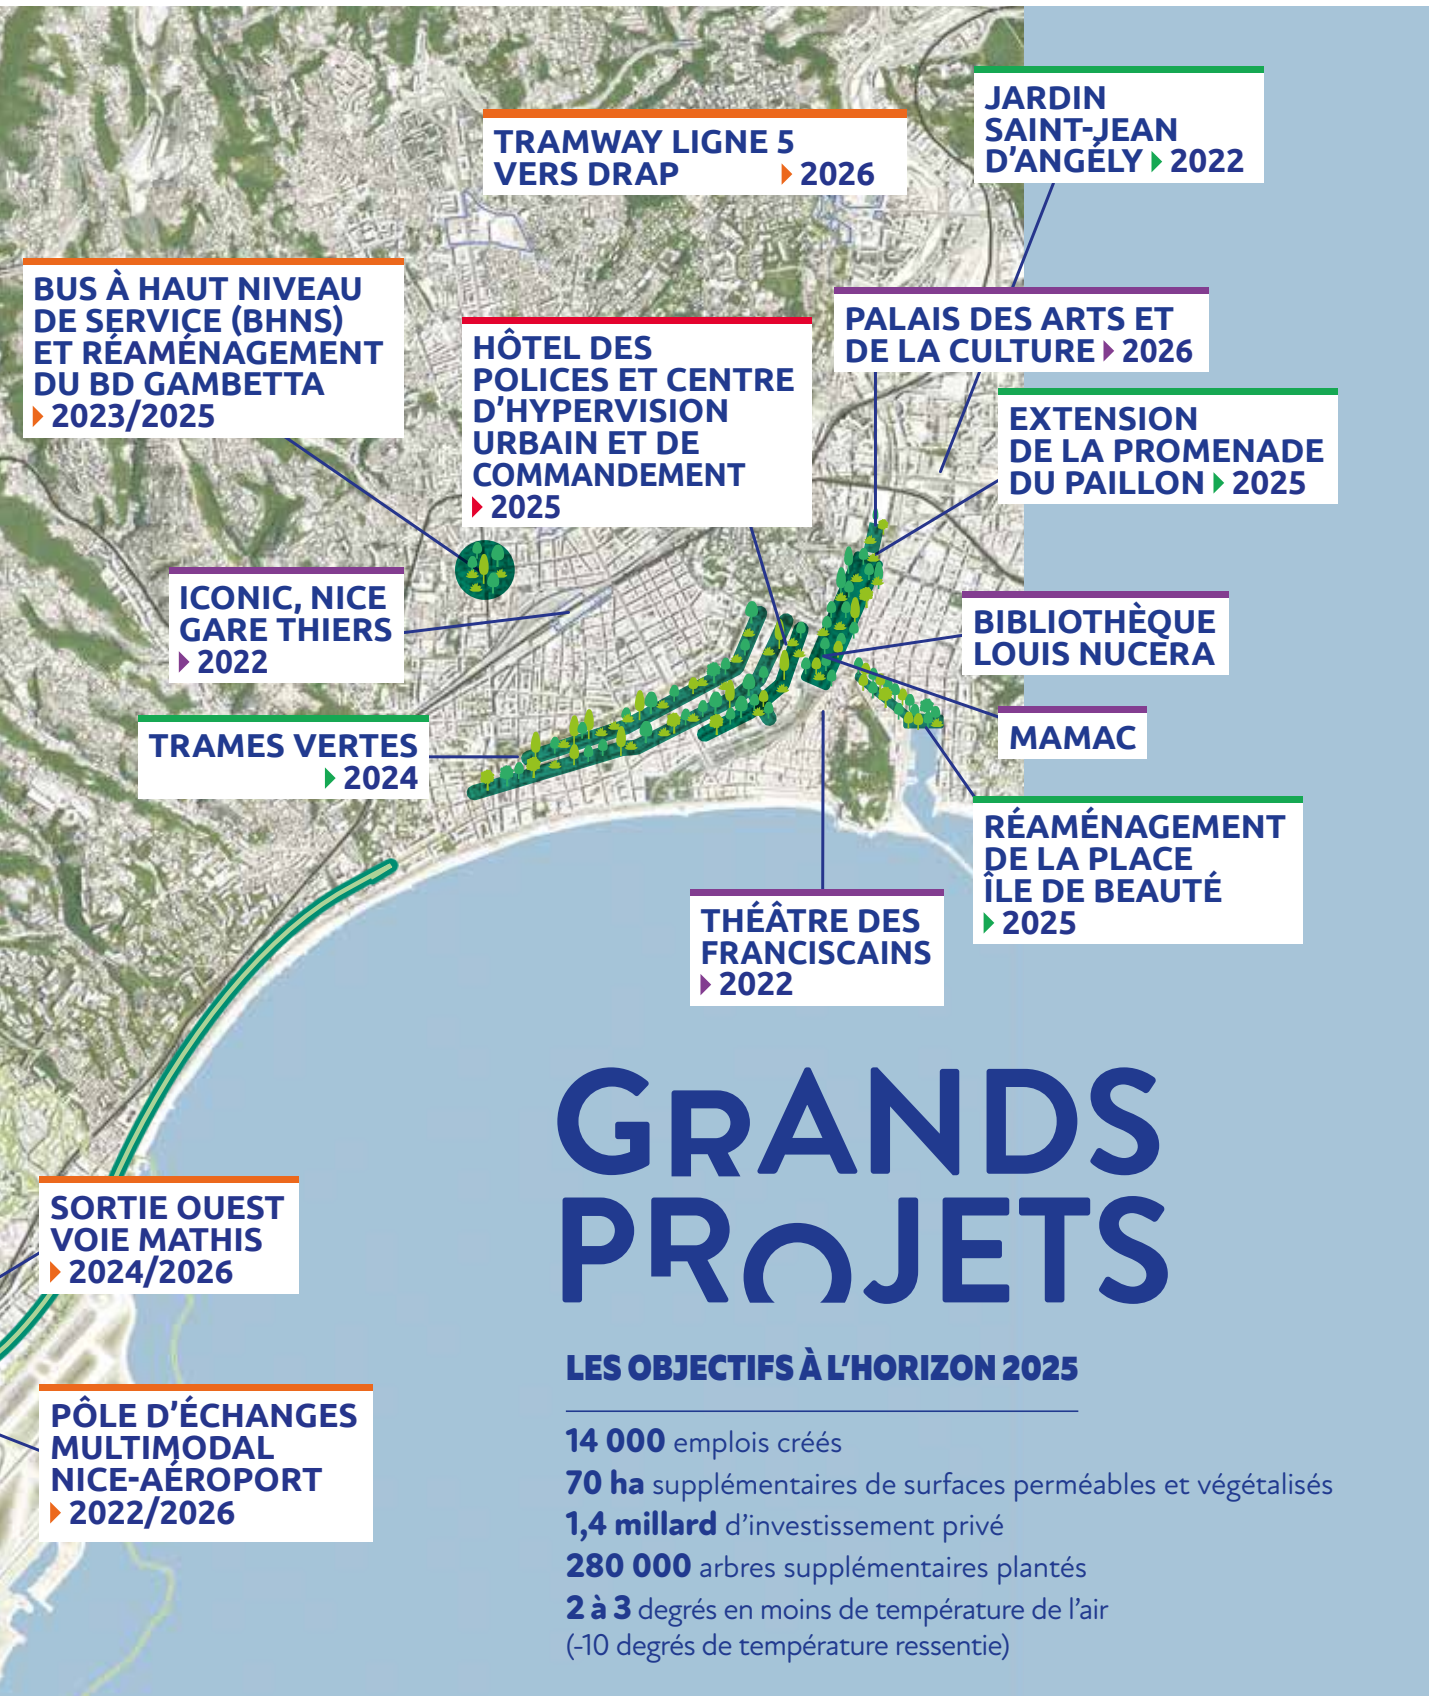 JARDIN
SAINT-JEAN
D'ANGÉLY 2022
TRAMWAY LIGNE 5
VERS DRAP 2026
BUS À HAUT NIVEAU
DE SERVICE (BHNS)
ET RÉAMÉNAGEMENT
DU BD GAMBETTA
2023/2025
HÔTEL DES
POLICES ET CENTRE
D'HYPERVISION
URBAIN ET DE
COMMANDEMENT
2025
PALAIS DES ARTS ET
DE LA CULTURE 2026
EXTENSION
DE LA PROMENADE
DU PAILLON 2025
ICONIC, NICE
GARE THIERS
2022
BIBLIOTHÈQUE
LOUIS NUCERA
TRAMES VERTES
2024
MAMAC
RÉAMÉNAGEMENT
DE LA PLACE
ÎLE DE BEAUTÉ
2025
THÉÂTRE DES
FRANCISCAINS
2022
GRANDS
PROJETS
SORTIE OUEST
VOIE MATHIS
2024/2026
PÔLE D'ÉCHANGES
MULTIMODAL
NICE-AÉROPORT
2022/2026
LES OBJECTIFS À L'HORIZON 2025
14 000 emplois créés
70 ha supplémentaires de surfaces perméables et végétalisés
1,4 millard d'investissement privé
280 000 arbres supplémentaires plantés
2 à 3 degrés en moins de température de l'air
(-10 degrés de température ressentie)